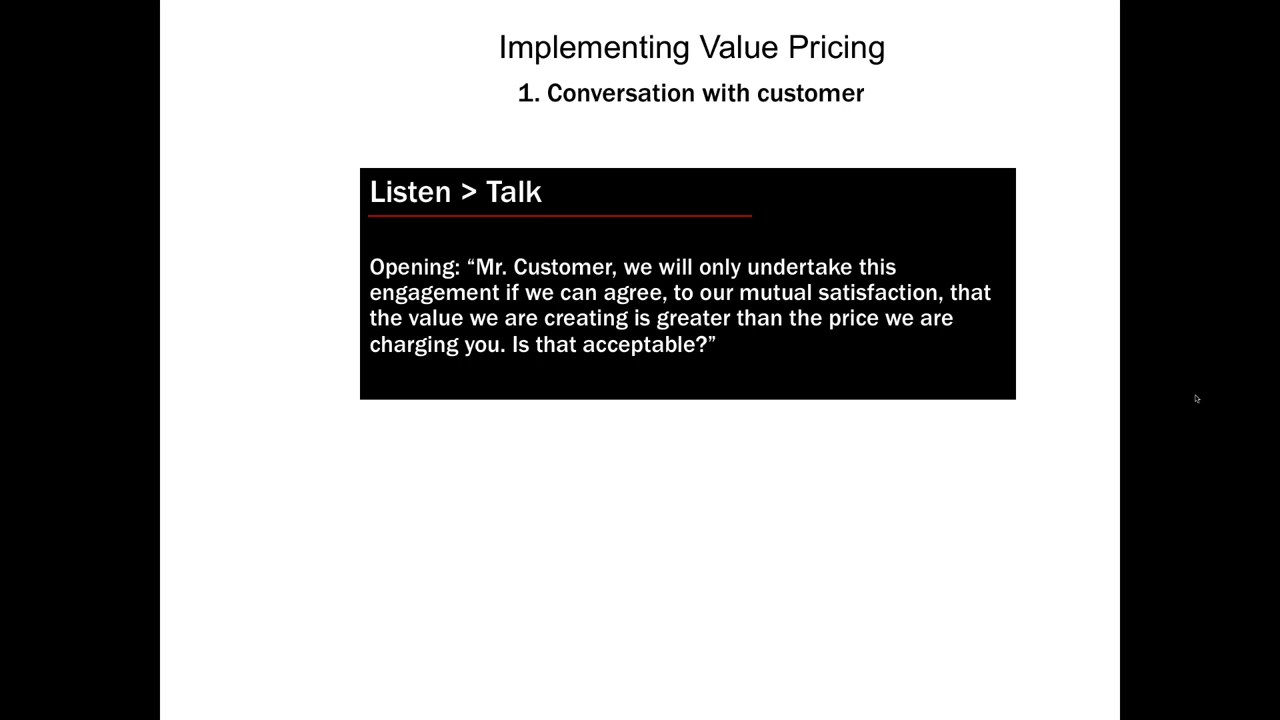 Implementing Value Pricing
1. Conversation with customer
Listen > Talk
Opening: “Mr. Customer, we will only undertake this
engagement if we can agree, to our mutual satisfaction, that
the value we are creating is greater than the price we are
charging you. Is that acceptable?”